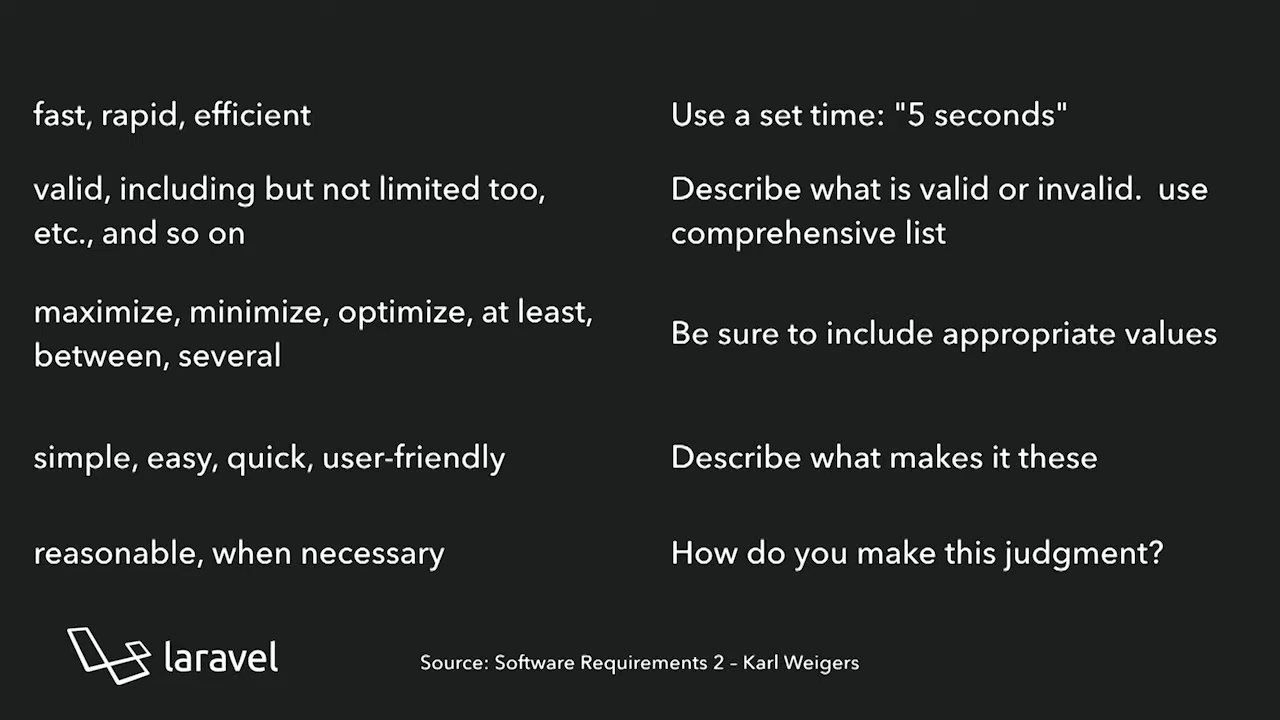 fast, rapid, efficient
Use a set time: "5 seconds"
valid, including but not limited too,
etc., and so on
Describe what is valid or invalid.  use
comprehensive list
maximize, minimize, optimize, at least,
between, several
Be sure to include appropriate values
simple, easy, quick, user-friendly
Describe what makes it these
reasonable, when necessary
How do you make this judgment?
laravel
Source: Software Requirements 2 – Karl Weigers